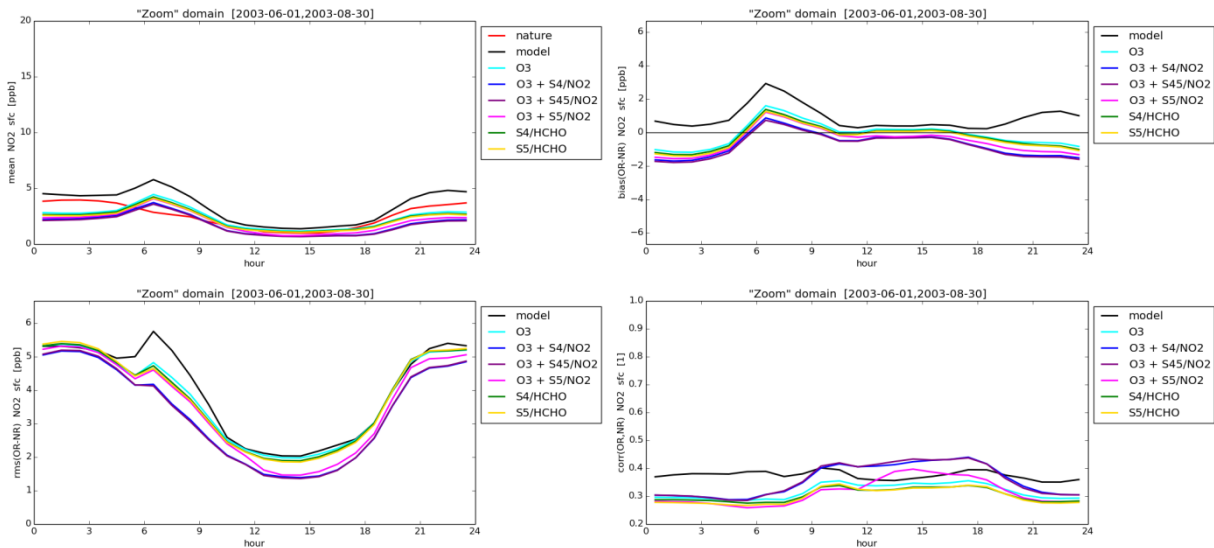 "Zoom" domain [2003-06-01,2003-08-30]
mean NO2 sfc [ppb]
20
15
10
5
0
0 3 6 9 12 15 18 21 24
hour
nature
model
O3
O3 + S4/NO2
O3 + S45/NO2
O3 + S5/NO2
S4/HCHO
S5/HCHO
"Zoom" domain [2003-06-01,2003-08-30]
bias(OR-NR) NO2 sfc [ppb]
6
4
2
0
−2
−4
−6
0 3 6 9 12 15 18 21 24
hour
model
O3
O3 + S4/NO2
O3 + S45/NO2
O3 + S5/NO2
S4/HCHO
S5/HCHO
"Zoom" domain [2003-06-01,2003-08-30]
rms(OR-NR) NO2 sfc [ppb]
6
5
4
3
2
1
0
0 3 6 9 12 15 18 21 24
hour
model
O3
O3 + S4/NO2
O3 + S45/NO2
O3 + S5/NO2
S4/HCHO
S5/HCHO
"Zoom" domain [2003-06-01,2003-08-30]
corr(OR,NR) NO2 sfc [1]
1.0
0.9
0.8
0.7
0.6
0.5
0.4
0.3
0.2
0 3 6 9 12 15 18 21 24
hour
model
O3
O3 + S4/NO2
O3 + S45/NO2
O3 + S5/NO2
S4/HCHO
S5/HCHO